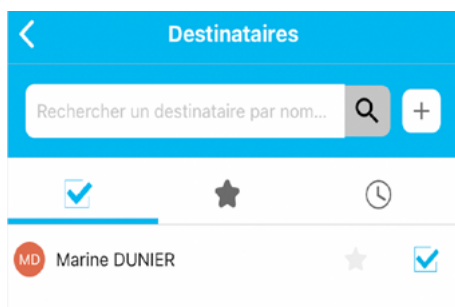 Destinataires
Rechercher un destinataire par nom...
MD Marine DUNIER